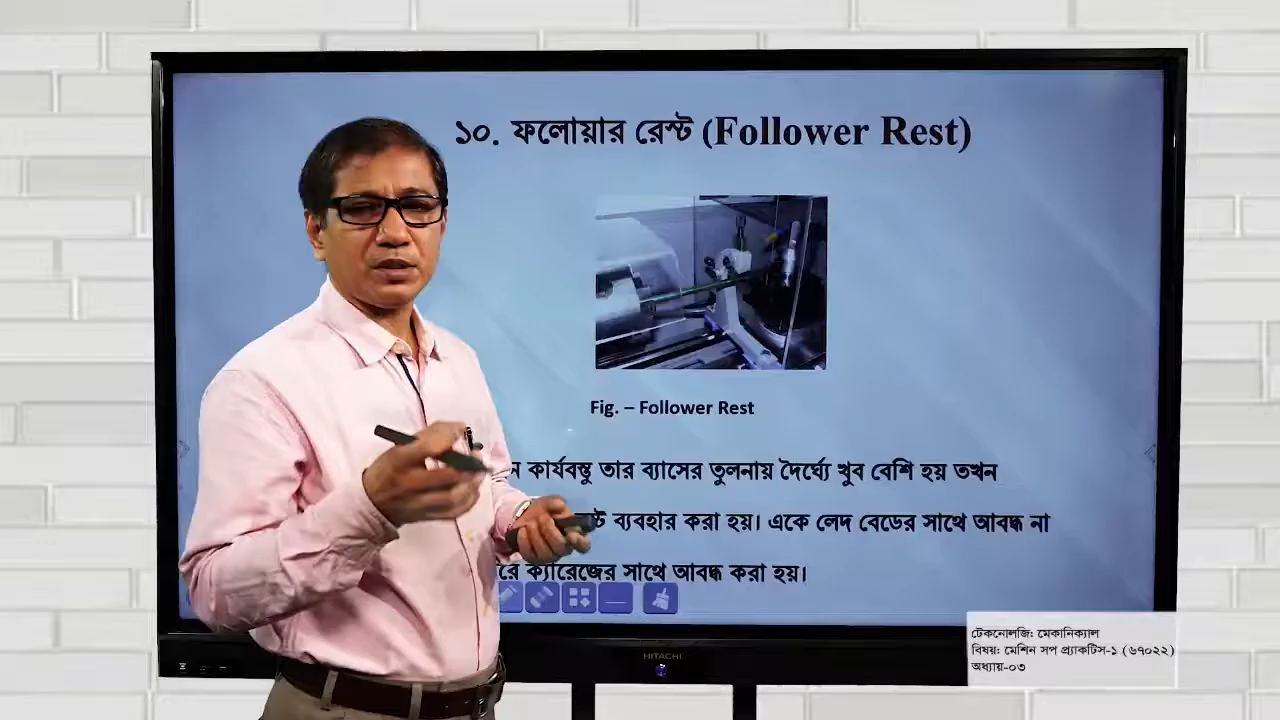 ১০. ফলোয়ার রেস্ট (Follower Rest)
Fig. – Follower Rest
কার্যবস্তু তার ব্যাসের তুলনায় দৈর্ঘ্যে খুব বেশি হয় তখন
ব্যবহার করা হয়। একে লেদ বেডের সাথে আবদ্ধ না
ক্যারেজের সাথে আবদ্ধ করা হয়।
HITACHI
টেকনোলজি: মেকানিক্যাল
বিষয়: মেশিন সপ প্র্যাকটিস-১ (৬৭০২২)
অধ্যায়-০৩